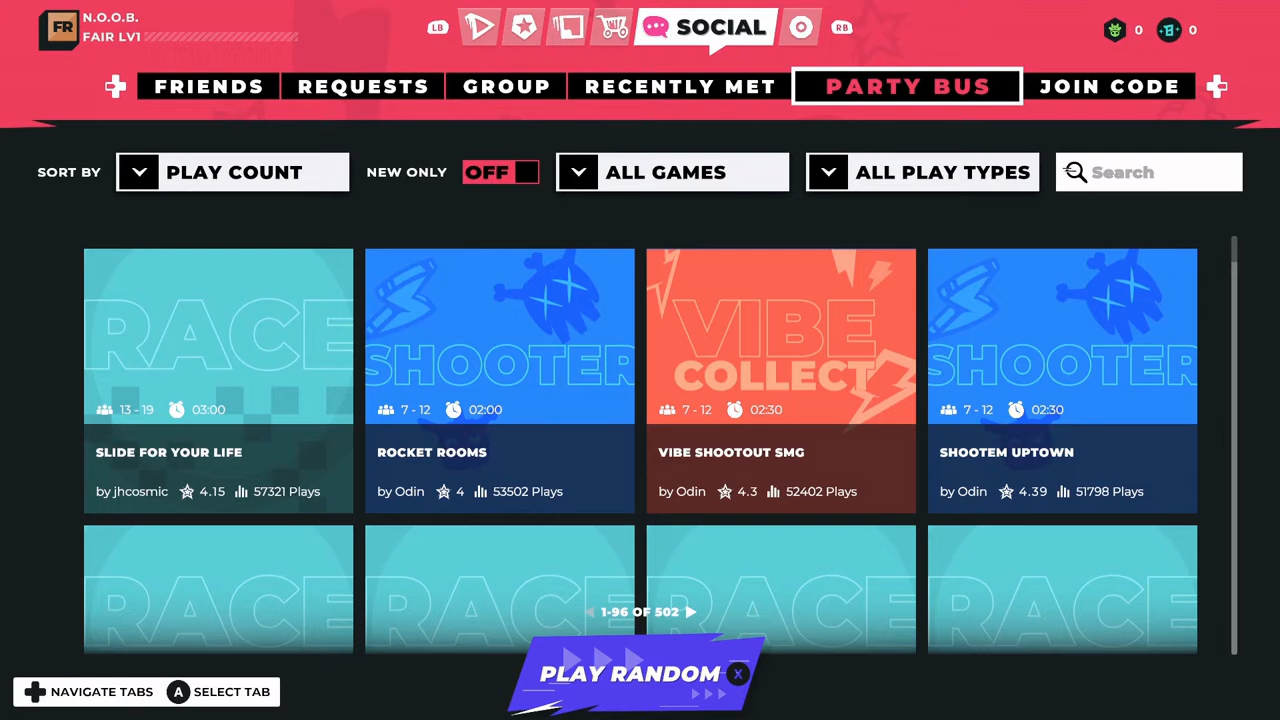 FR
N.O.O.B.
FAIR LV1
LB
SOCIAL
RB
0
0
FRIENDS
REQUESTS
GROUP
RECENTLY MET
PARTY BUS
JOIN CODE
SORT BY
PLAY COUNT
NEW ONLY
OFF
ALL GAMES
ALL PLAY TYPES
Search
RACE
13 - 19 03:00
SLIDE FOR YOUR LIFE
by jhcosmic 4.15 57321 Plays
SHOOTER
7 - 12 02:00
ROCKET ROOMS
by Odin 4 53502 Plays
VIBE
COLLECT
7 - 12 02:30
VIBE SHOOTOUT SMG
by Odin 4.3 52402 Plays
SHOOTER
7 - 12 02:30
SHOOTEM UPTOWN
by Odin 4.39 51798 Plays
RACE
RACE
RACE
RACE
1-96 OF 502
PLAY RANDOM X
NAVIGATE TABS A SELECT TAB